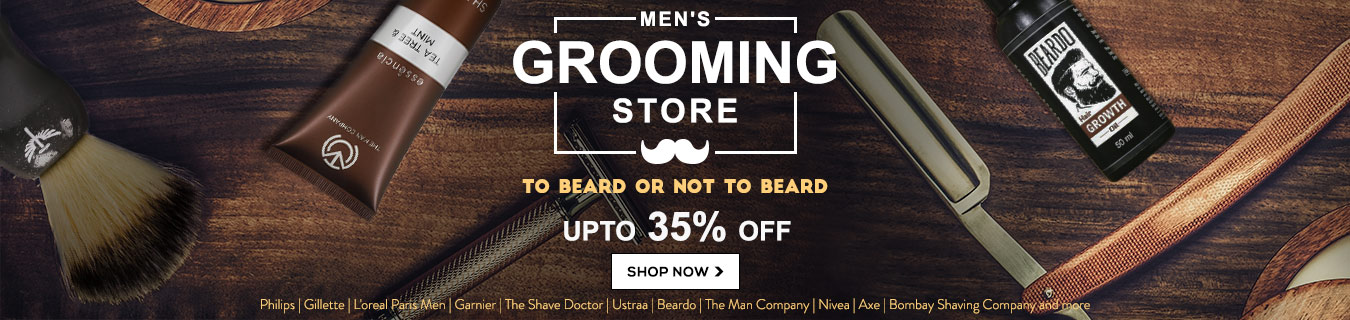 MEN'S
GROOMING
STORE
TO BEARD OR NOT TO BEARD
UPTO 35% OFF
SHOP NOW >
Philips | Gillette | L'oreal Paris Men | Garnier | The Shave Doctor | Ustraa | Beardo | The Man Company | Nivea | Axe | Bombay Shaving Company and more
SH
TEA TREE &
MINT
essencia
THE MAN COMPANY
BEARDO
Hair
GROWTH
OIL
50 ml